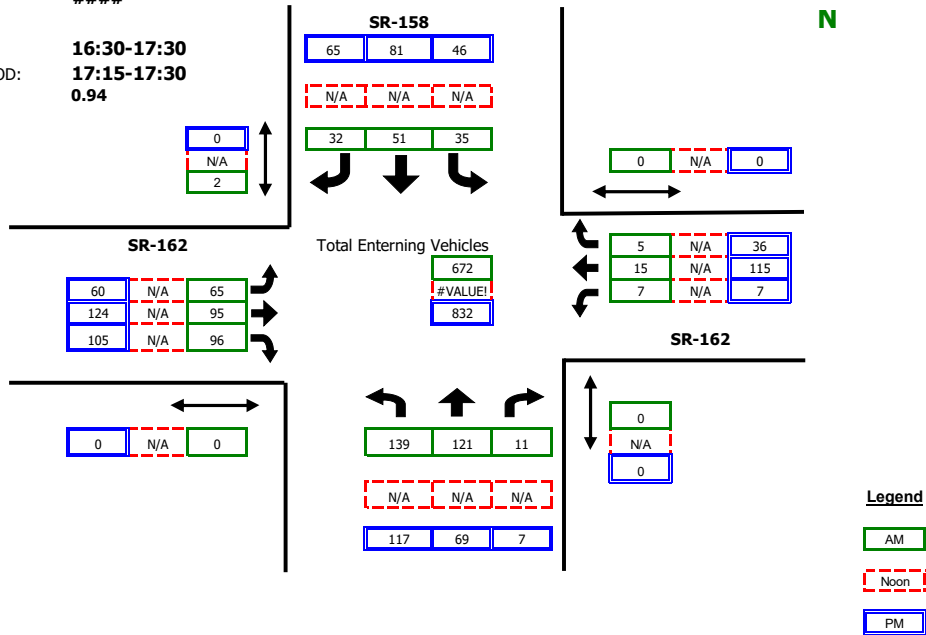 ####
SR-158
N
16:30-17:30
OD: 17:15-17:30
0.94
65 81 46
N/A N/A N/A
32 51 35
0
N/A
2
0 N/A 0
SR-162
Total Enterning Vehicles
672
#VALUE!
832
5 N/A 36
15 N/A 115
7 N/A 7
60 N/A 65
124 N/A 95
105 N/A 96
SR-162
0 N/A 0
139 121 11
N/A N/A N/A
117 69 7
0
N/A
0
Legend
AM
Noon
PM